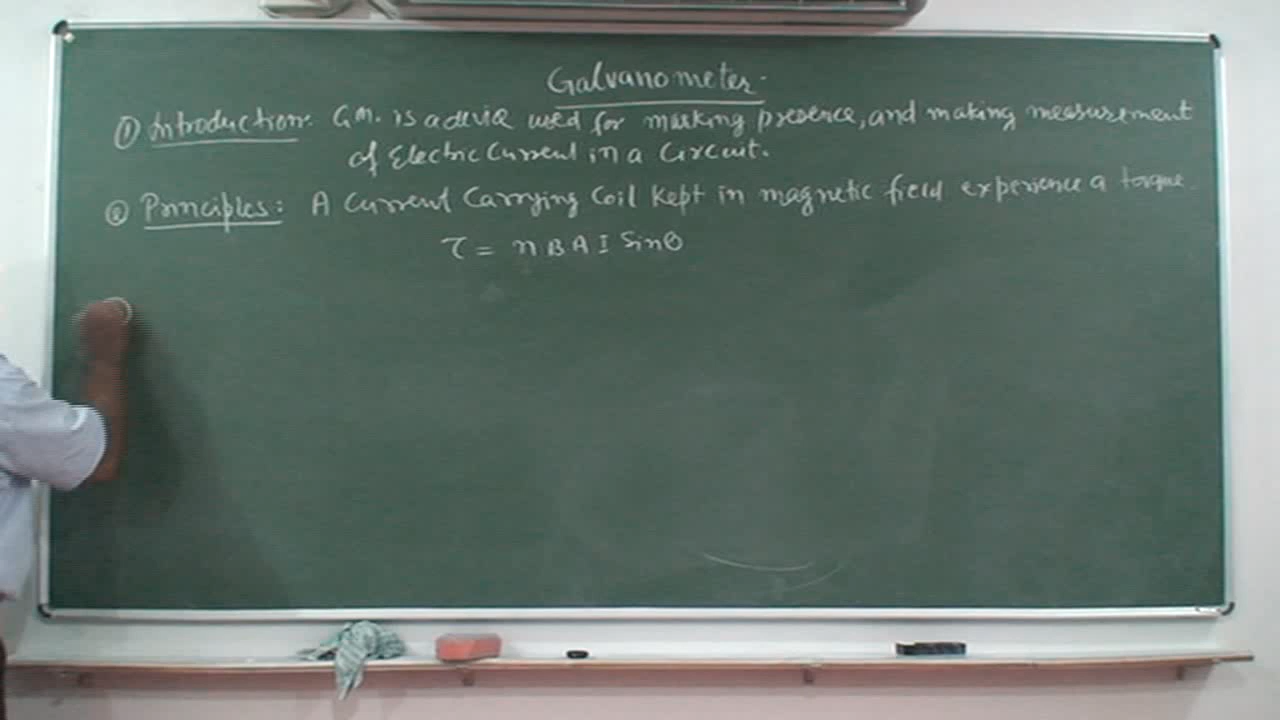 Galvanometer.
① Introduction. GM. is a device used for marking presence, and making measurement
of Electric Current in a Circuit.
② Principles: A Current Carrying Coil kept in magnetic field experience a torque.
τ = n B A I Sinθ